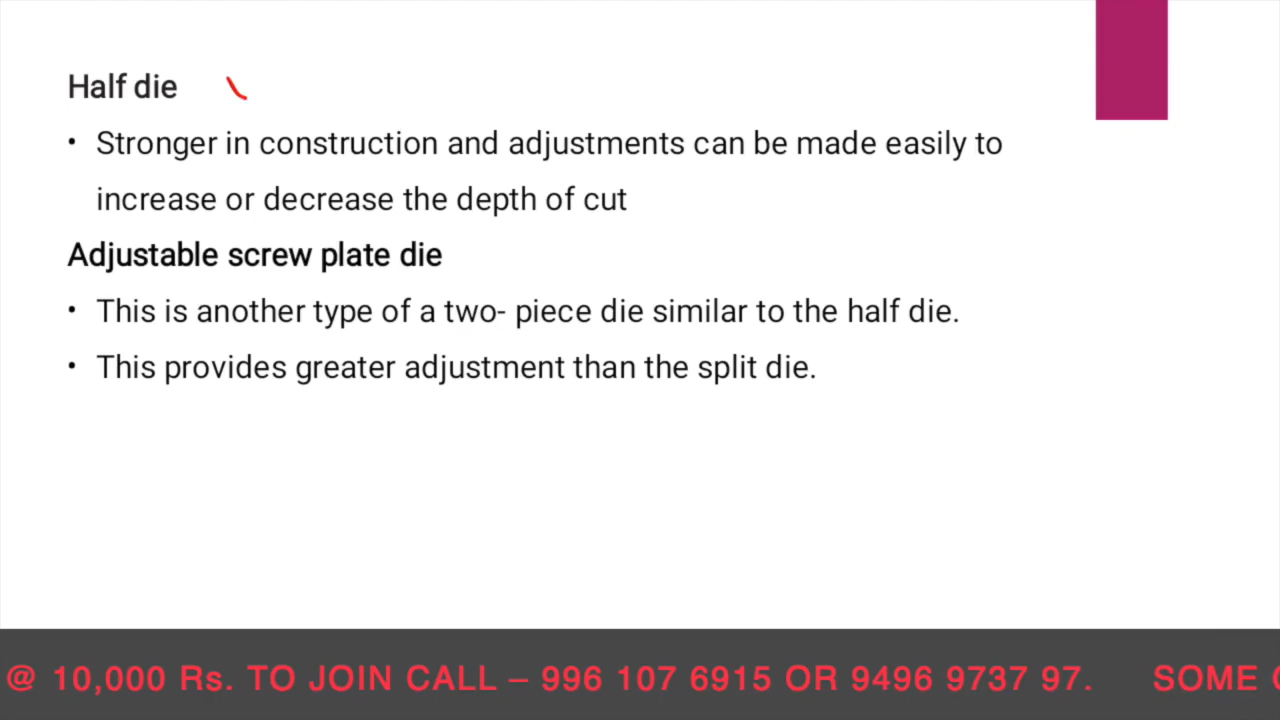 Half die
• Stronger in construction and adjustments can be made easily to
increase or decrease the depth of cut
Adjustable screw plate die
• This is another type of a two- piece die similar to the half die.
• This provides greater adjustment than the split die.
@ 10,000 Rs. TO JOIN CALL – 996 107 6915 OR 9496 9737 97. SOME